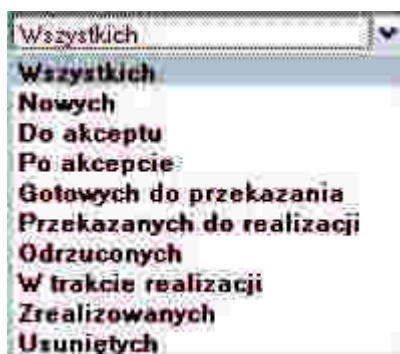 Wszystkich
Wszystkich
Nowych
Do akceptu
Po akcepcie
Gotowych do przekazania
Przekazanych do realizacji
Odrzuconych
W trakcie realizacji
Zrealizowanych
Usuniętych